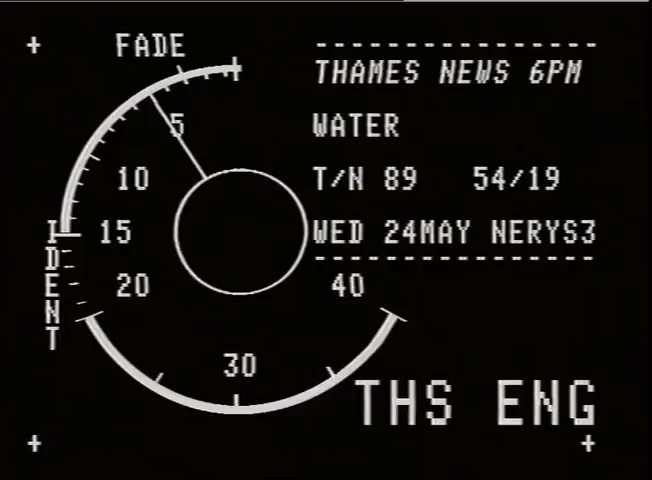 FADE
THAMES NEWS 6PM
5
WATER
10
T/N 89 54/19
15
WED 24MAY NERYS3
IDENT
20
40
30
THS ENG